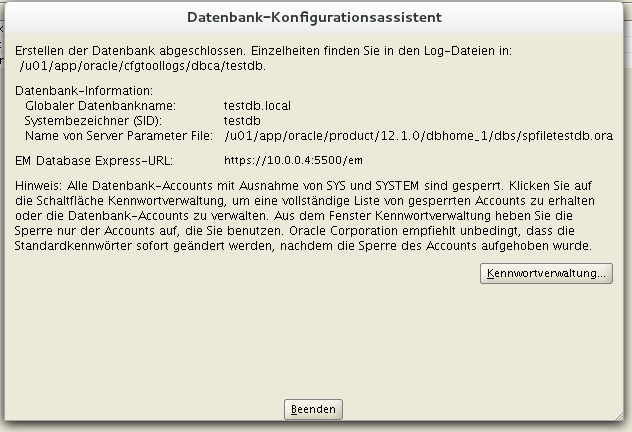 Datenbank-Konfigurationsassistent
Erstellen der Datenbank abgeschlossen. Einzelheiten finden Sie in den Log-Dateien in:
/u01/app/oracle/cfgtoollogs/dbca/testdb.
Datenbank-Information:
Globaler Datenbankname: testdb.local
Systembezeichner (SID): testdb
Name von Server Parameter File: /u01/app/oracle/product/12.1.0/dbhome_1/dbs/spfiletestdb.ora
EM Database Express-URL: https://10.0.0.4:5500/em
Hinweis: Alle Datenbank-Accounts mit Ausnahme von SYS und SYSTEM sind gesperrt. Klicken Sie auf
die Schaltfläche Kennwortverwaltung, um eine vollständige Liste von gesperrten Accounts zu erhalten
oder die Datenbank-Accounts zu verwalten. Aus dem Fenster Kennwortverwaltung heben Sie die
Sperre nur der Accounts auf, die Sie benutzen. Oracle Corporation empfiehlt unbedingt, dass die
Standardkennwörter sofort geändert werden, nachdem die Sperre des Accounts aufgehoben wurde.
Kennwortverwaltung...
Beenden